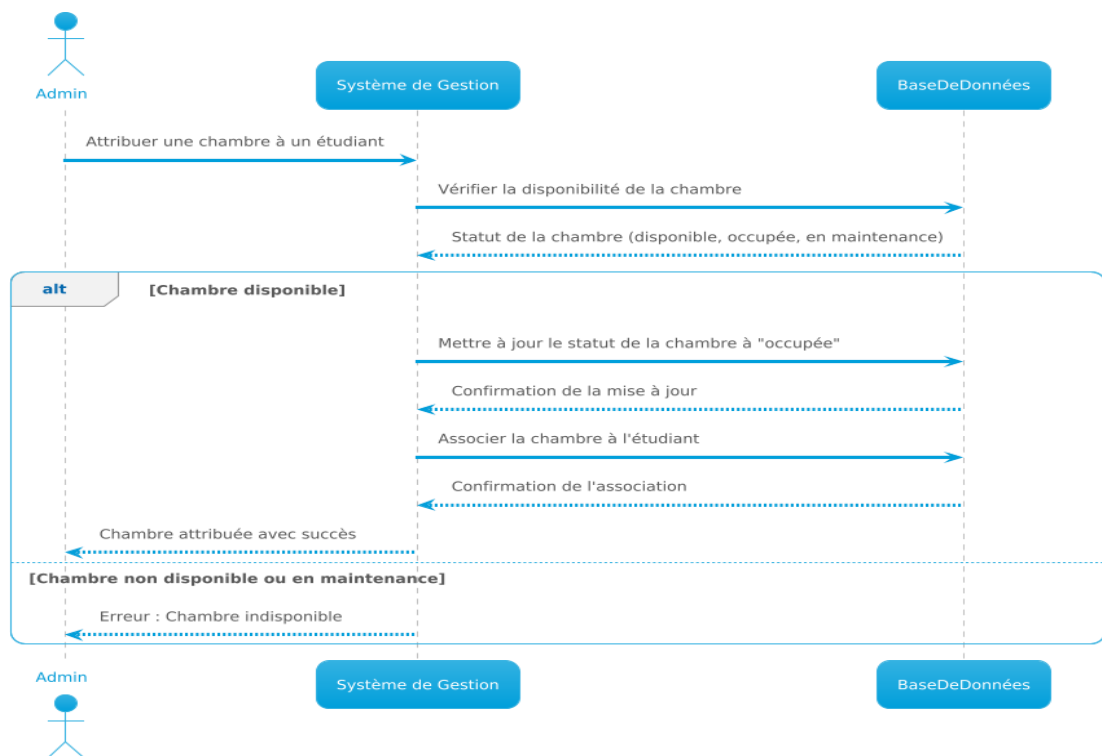 Admin
Système de Gestion
BaseDeDonnées
Attribuer une chambre à un étudiant
Vérifier la disponibilité de la chambre
Statut de la chambre (disponible, occupée, en maintenance)
alt
[Chambre disponible]
Mettre à jour le statut de la chambre à "occupée"
Confirmation de la mise à jour
Associer la chambre à l'étudiant
Confirmation de l'association
Chambre attribuée avec succès
[Chambre non disponible ou en maintenance]
Erreur : Chambre indisponible
Admin
Système de Gestion
BaseDeDonnées